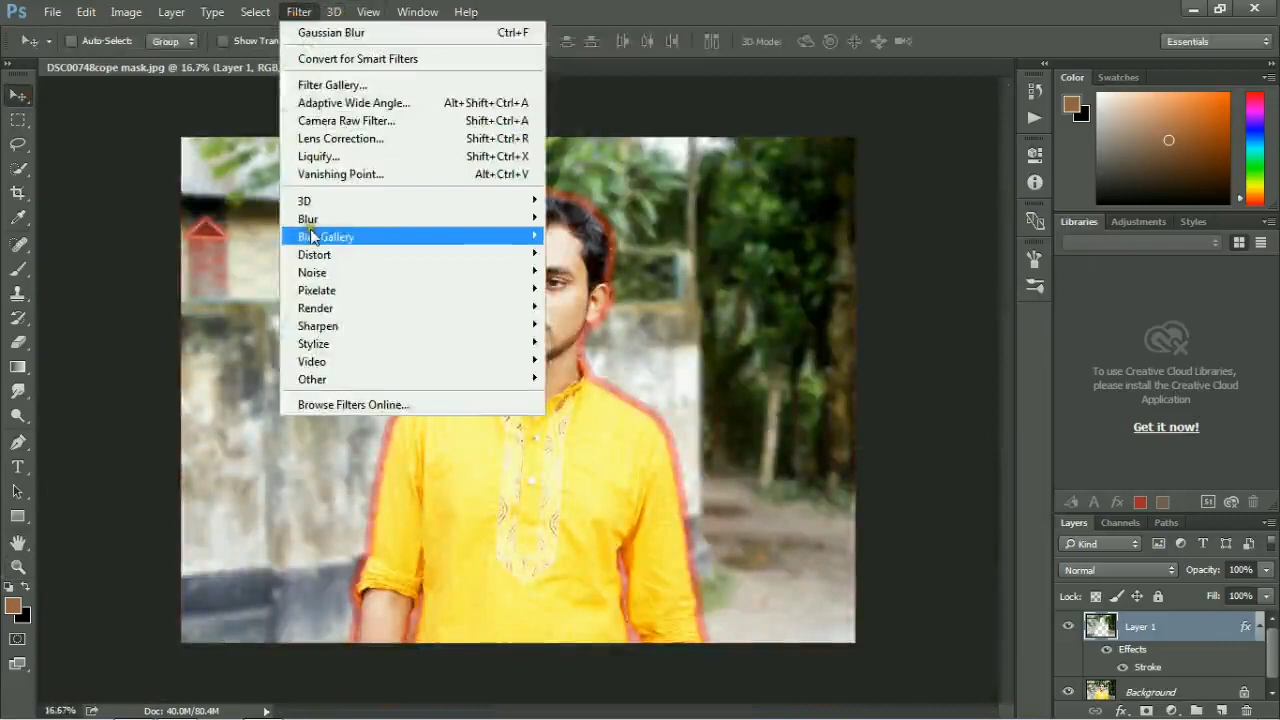 Ps File Edit Image Layer Type Select Filter 3D View Window Help
Auto-Select: Group Show Tran 3D Mode: Essentials
DSC00748cope mask.jpg @ 16.7% (Layer 1, RGB
Gaussian Blur Ctrl+F
Convert for Smart Filters
Filter Gallery...
Adaptive Wide Angle... Alt+Shift+Ctrl+A
Camera Raw Filter... Shift+Ctrl+A
Lens Correction... Shift+Ctrl+R
Liquify... Shift+Ctrl+X
Vanishing Point... Alt+Ctrl+V
3D
Blur
Blur Gallery
Distort
Noise
Pixelate
Render
Sharpen
Stylize
Video
Other
Browse Filters Online...
Color Swatches
Libraries Adjustments Styles
To use Creative Cloud Libraries,
please install the Creative Cloud
Application
Get it now!
St
Layers Channels Paths
Kind
Normal Opacity: 100%
Lock: Fill: 100%
Layer 1 fx
Effects
Stroke
Background
fx
16.67% Doc: 40.0M/80.4M